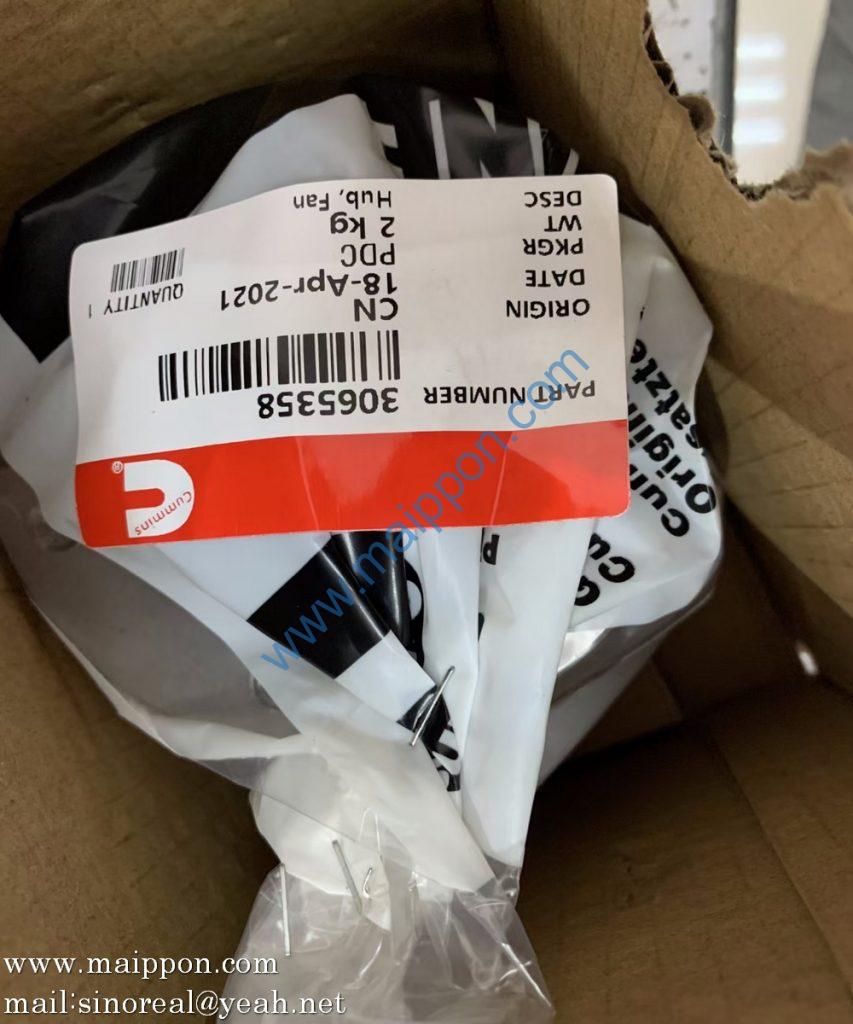 Cummins
®
PART NUMBER 3065358
ORIGIN CN
DATE 18-Apr-2021
PKGR PDC
WT 2 kg
DESC Hub, Fan
QUANTITY 1
www.maippon.com
www.maippon.com
mail:sinoreal@yeah.net